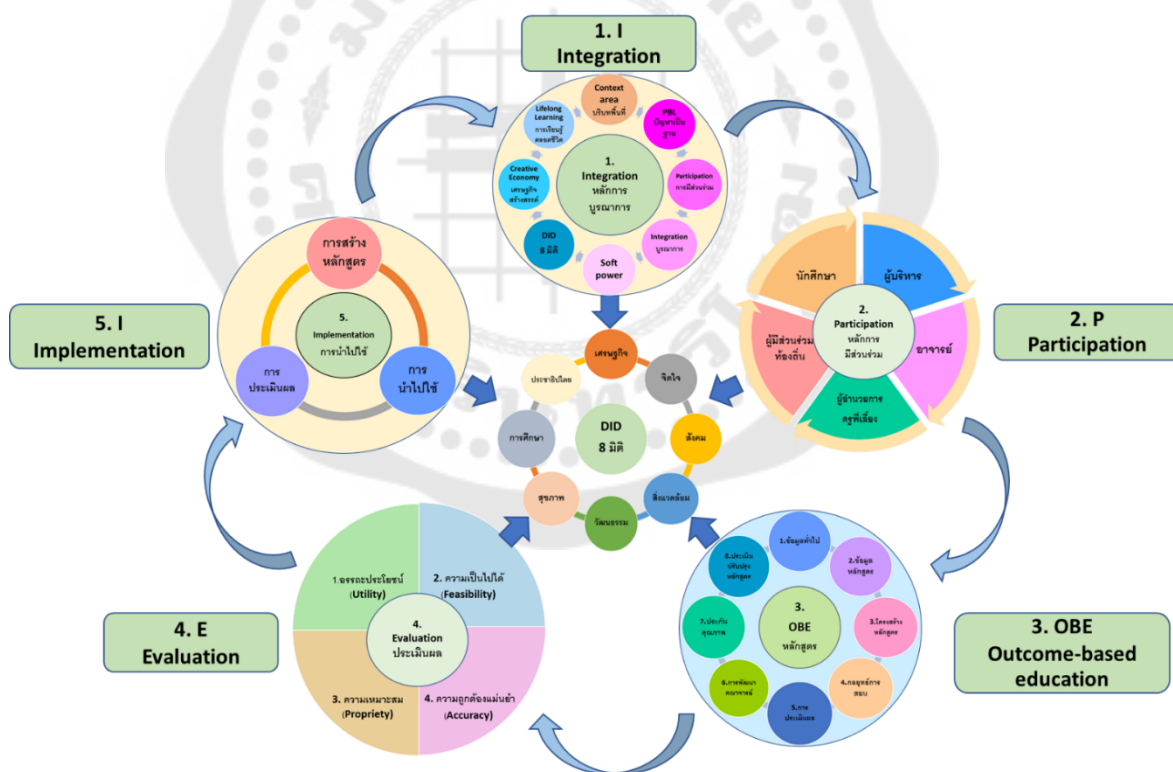 1. I
Integration
Context
area
บริบทพื้นที่
PBL
ปัญหาเป็น
ฐาน
Participation
การมีส่วนร่วม
Integration
บูรณาการ
Soft
power
DID
8 มิติ
Creative
Economy
เศรษฐกิจ
สร้างสรรค์
Lifelong
Learning
การเรียนรู้
ตลอดชีวิต
1.
Integration
หลักการ
บูรณาการ
2. P
Participation
ผู้บริหาร
อาจารย์
ผู้อำนวยการ
ครูพี่เลี้ยง
ผู้มีส่วนร่วม
ท้องถิ่น
นักศึกษา
2.
Participation
หลักการ
มีส่วนร่วม
3. OBE
Outcome-based
education
1.ข้อมูลทั่วไป
2.ข้อมูล
หลักสูตร
3.โครงสร้าง
หลักสูตร
4.กลยุทธ์การ
สอน
5.การ
ประเมินผล
6.การพัฒนา
คณาจารย์
7.ประกัน
คุณภาพ
8.ประเมิน
ปรับปรุง
หลักสูตร
3.
OBE
หลักสูตร
4. E
Evaluation
1.อรรถะประโยชน์
(Utility)
2. ความเป็นไปได้
(Feasibility)
3. ความเหมาะสม
(Propriety)
4. ความถูกต้องแม่นยำ
(Accuracy)
4.
Evaluation
ประเมินผล
5. I
Implementation
การสร้าง
หลักสูตร
การ
นำไปใช้
การ
ประเมินผล
5.
Implementation
การนำไปใช้
เศรษฐกิจ
จิตใจ
สังคม
สิ่งแวดล้อม
วัฒนธรรม
สุขภาพ
การศึกษา
ประชาธิปไตย
DID
8 มิติ